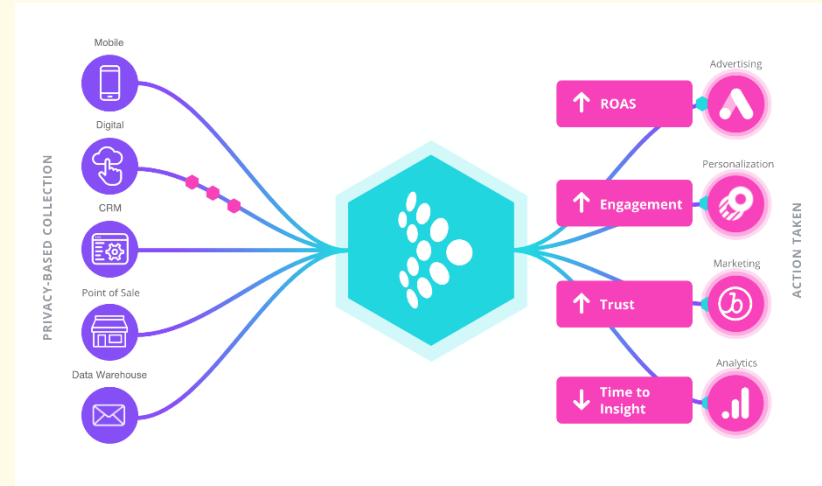 PRIVACY-BASED COLLECTION
Mobile
Digital
CRM
Point of Sale
Data Warehouse
ROAS
Engagement
Trust
Time to
Insight
Advertising
Personalization
Marketing
Analytics
ACTION TAKEN